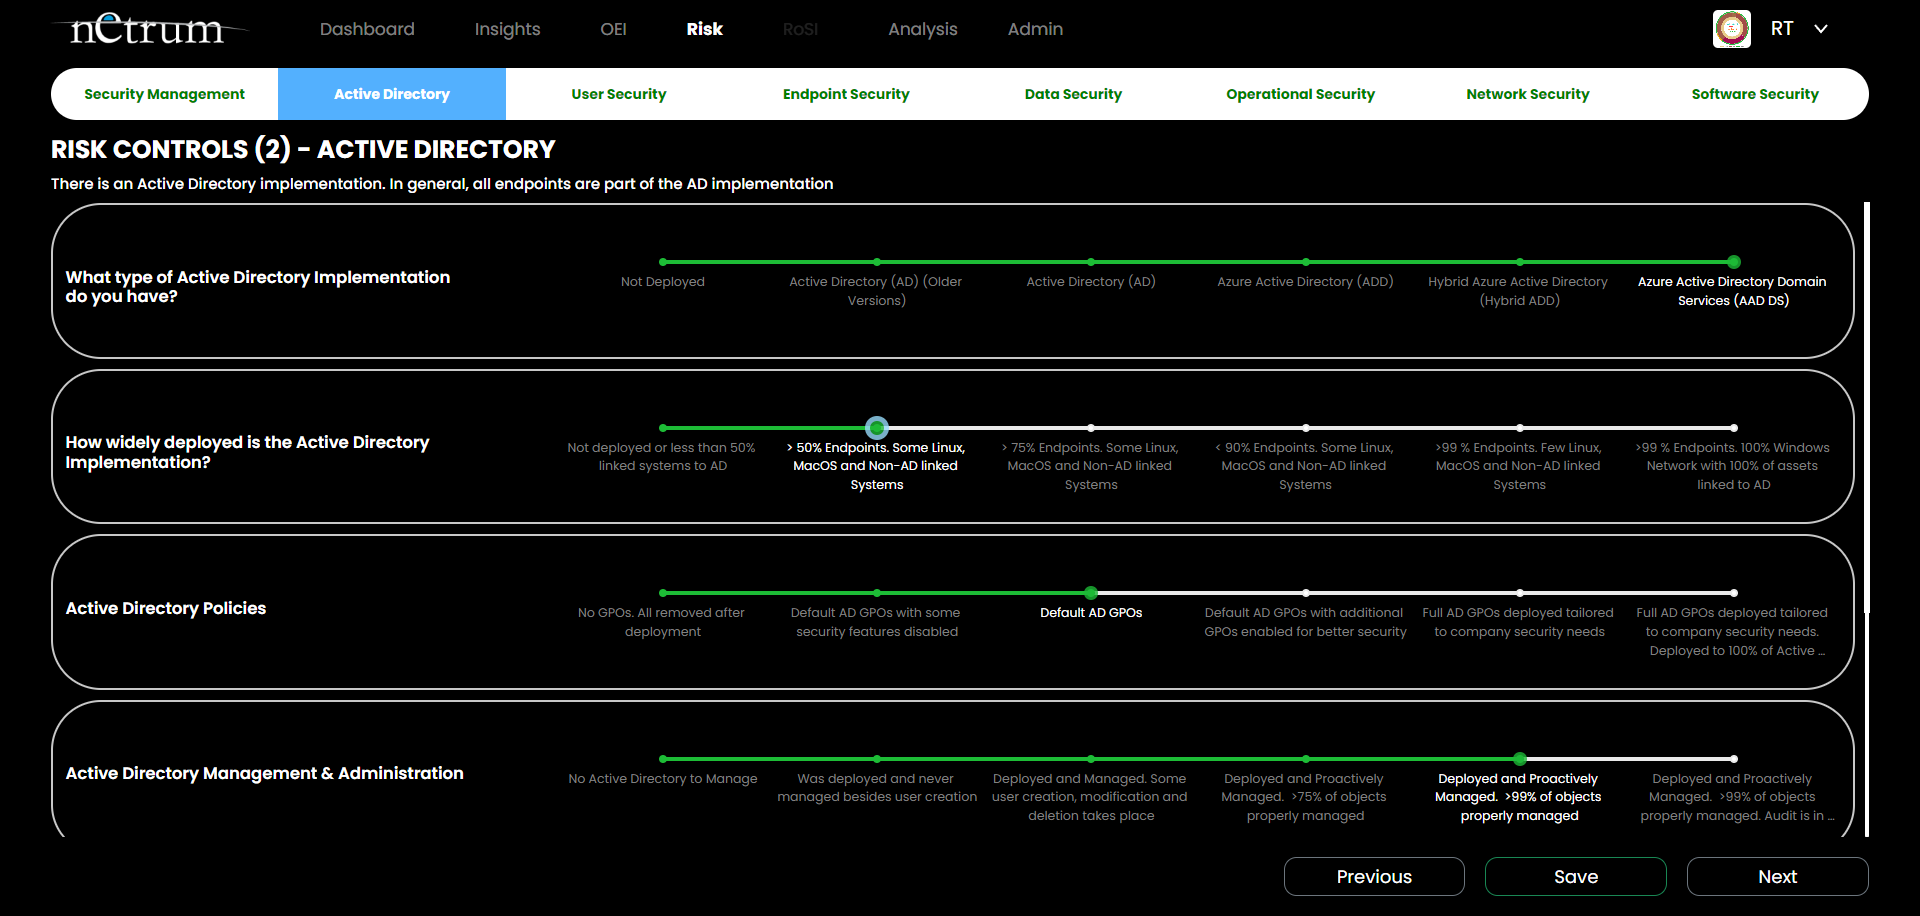 netrum
Dashboard
Insights
OEI
Risk
RoSI
Analysis
Admin
RT
Security Management
Active Directory
User Security
Endpoint Security
Data Security
Operational Security
Network Security
Software Security
RISK CONTROLS (2) - ACTIVE DIRECTORY
There is an Active Directory implementation. In general, all endpoints are part of the AD implementation
What type of Active Directory Implementation
do you have?
Not Deployed
Active Directory (AD) (Older
Versions)
Active Directory (AD)
Azure Active Directory (ADD)
Hybrid Azure Active Directory
(Hybrid ADD)
Azure Active Directory Domain
Services (AAD DS)
How widely deployed is the Active Directory
Implementation?
Not deployed or less than 50%
linked systems to AD
> 50% Endpoints. Some Linux,
MacOS and Non-AD linked
Systems
> 75% Endpoints. Some Linux,
MacOS and Non-AD linked
Systems
< 90% Endpoints. Some Linux,
MacOS and Non-AD linked
Systems
>99 % Endpoints. Few Linux,
MacOS and Non-AD linked
Systems
>99 % Endpoints. 100% Windows
Network with 100% of assets
linked to AD
Active Directory Policies
No GPOs. All removed after
deployment
Default AD GPOs with some
security features disabled
Default AD GPOs
Default AD GPOs with additional
GPOs enabled for better security
Full AD GPOs deployed tailored
to company security needs
Full AD GPOs deployed tailored
to company security needs.
Deployed to 100% of Active ...
Active Directory Management & Administration
No Active Directory to Manage
Was deployed and never
managed besides user creation
Deployed and Managed. Some
user creation, modification and
deletion takes place
Deployed and Proactively
Managed. >75% of objects
properly managed
Deployed and Proactively
Managed. >99% of objects
properly managed
Deployed and Proactively
Managed. >99% of objects
properly managed. Audit is in ...
Previous
Save
Next